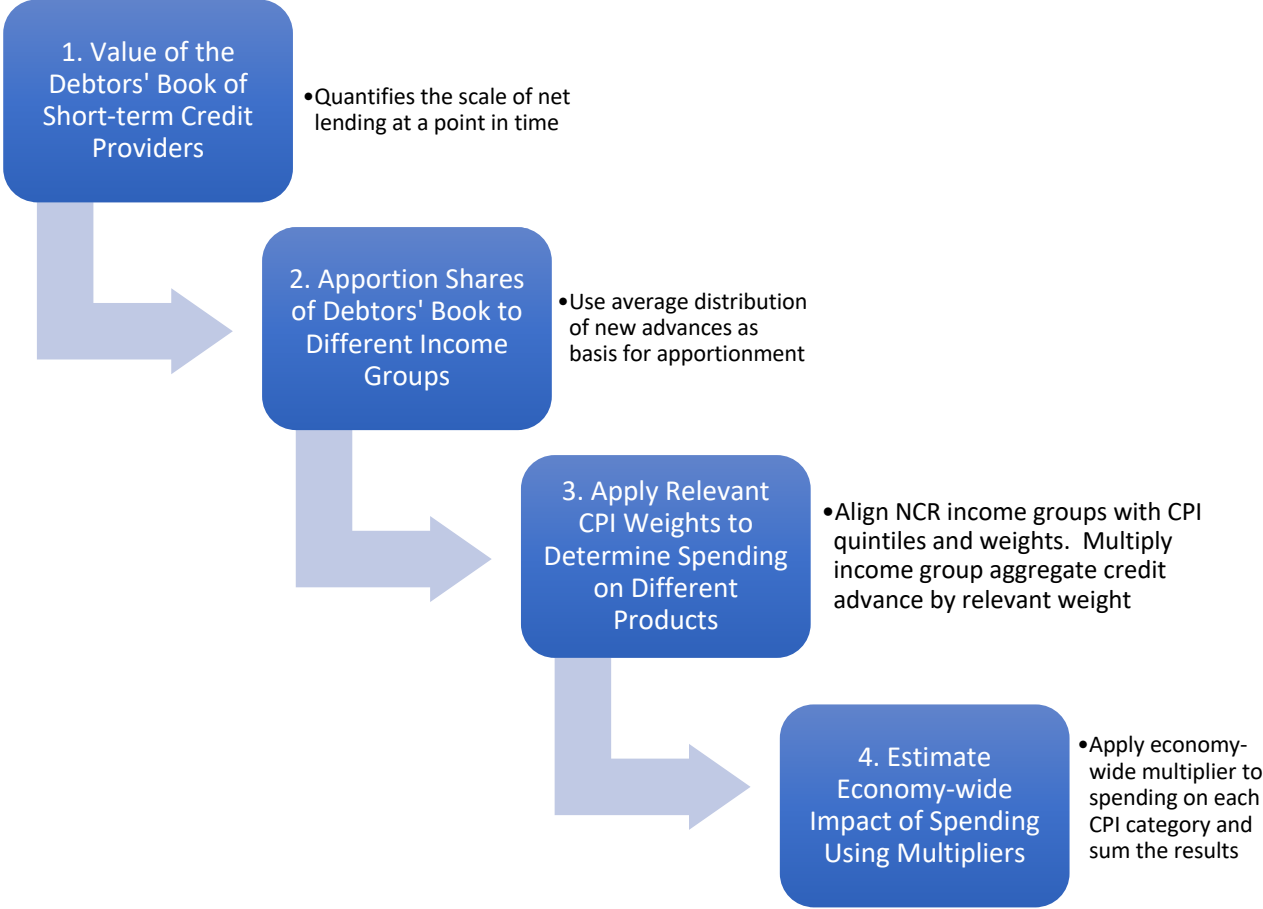 1. Value of the
Debtors' Book of
Short-term Credit
Providers
•Quantifies the scale of net
lending at a point in time
2. Apportion Shares
of Debtors' Book to
Different Income
Groups
•Use average distribution
of new advances as
basis for apportionment
3. Apply Relevant
CPI Weights to
Determine Spending
on Different
Products
•Align NCR income groups with CPI
quintiles and weights.  Multiply
income group aggregate credit
advance by relevant weight
4. Estimate
Economy-wide
Impact of Spending
Using Multipliers
•Apply economy-
wide multiplier to
spending on each
CPI category and
sum the results